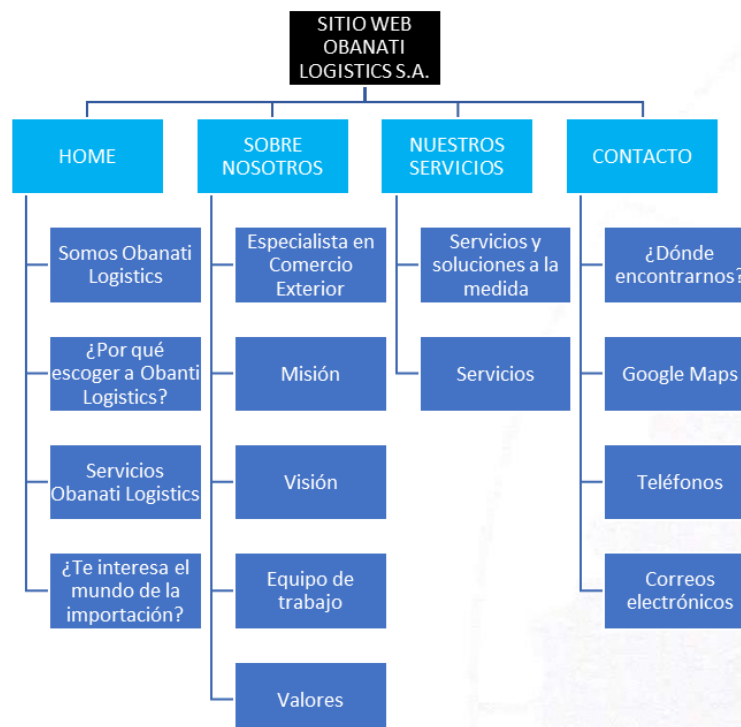 SITIO WEB
OBANATI
LOGISTICS S.A.
HOME
SOBRE
NOSOTROS
NUESTROS
SERVICIOS
CONTACTO
Somos Obanati
Logistics
¿Por qué
escoger a Obanti
Logistics?
Servicios
Obanati Logistics
¿Te interesa el
mundo de la
importación?
Especialista en
Comercio
Exterior
Misión
Visión
Equipo de
trabajo
Valores
Servicios y
soluciones a la
medida
Servicios
¿Dónde
encontrarnos?
Google Maps
Teléfonos
Correos
electrónicos